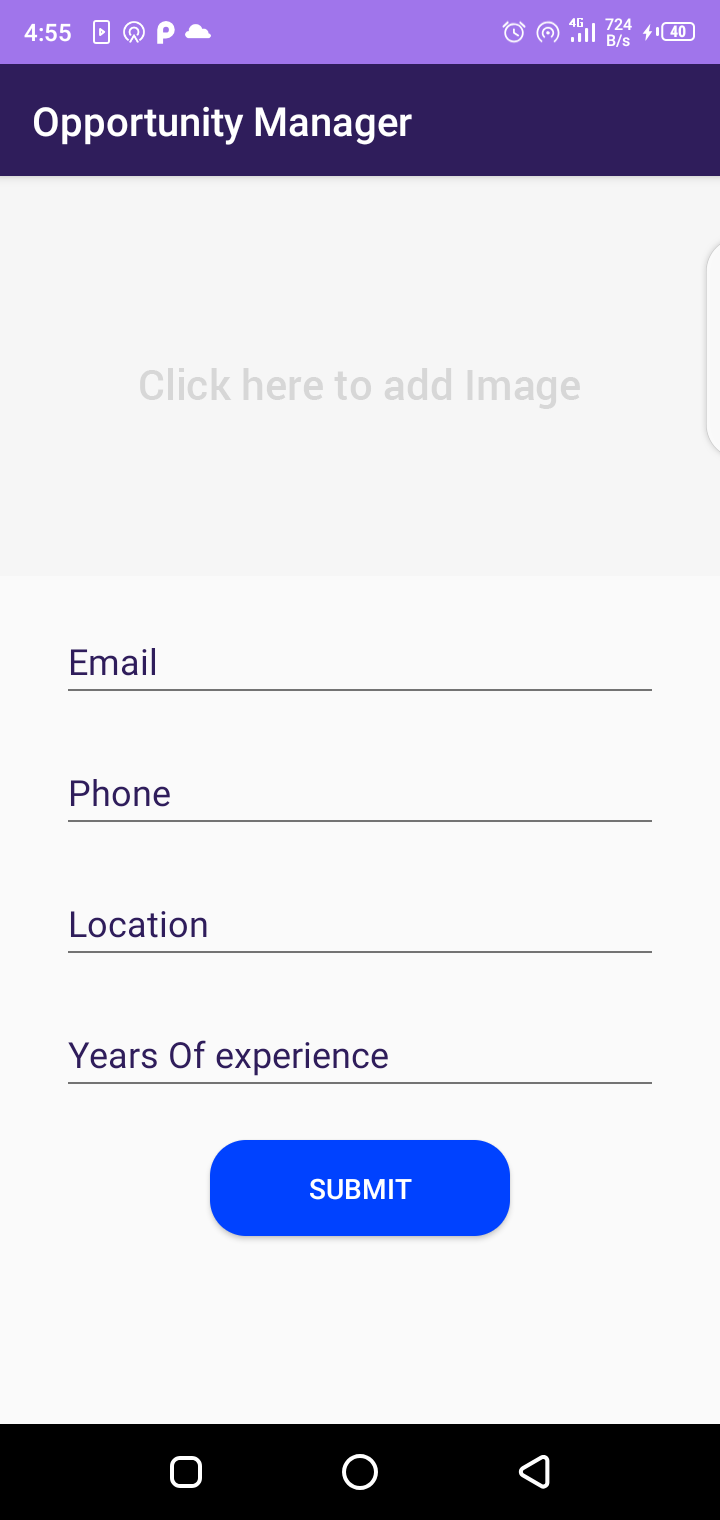 4:55
4G 724 B/s 40
Opportunity Manager
Click here to add Image
Email
Phone
Location
Years Of experience
SUBMIT